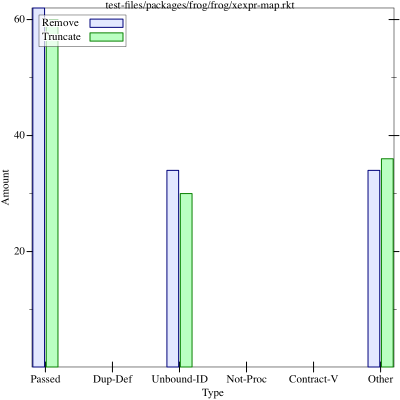 test-files/packages/frog/frog/xexpr-map.rkt
60
Remove
Truncate
40
Amount
20
Passed Dup-Def Unbound-ID Not-Proc Contract-V Other
Type